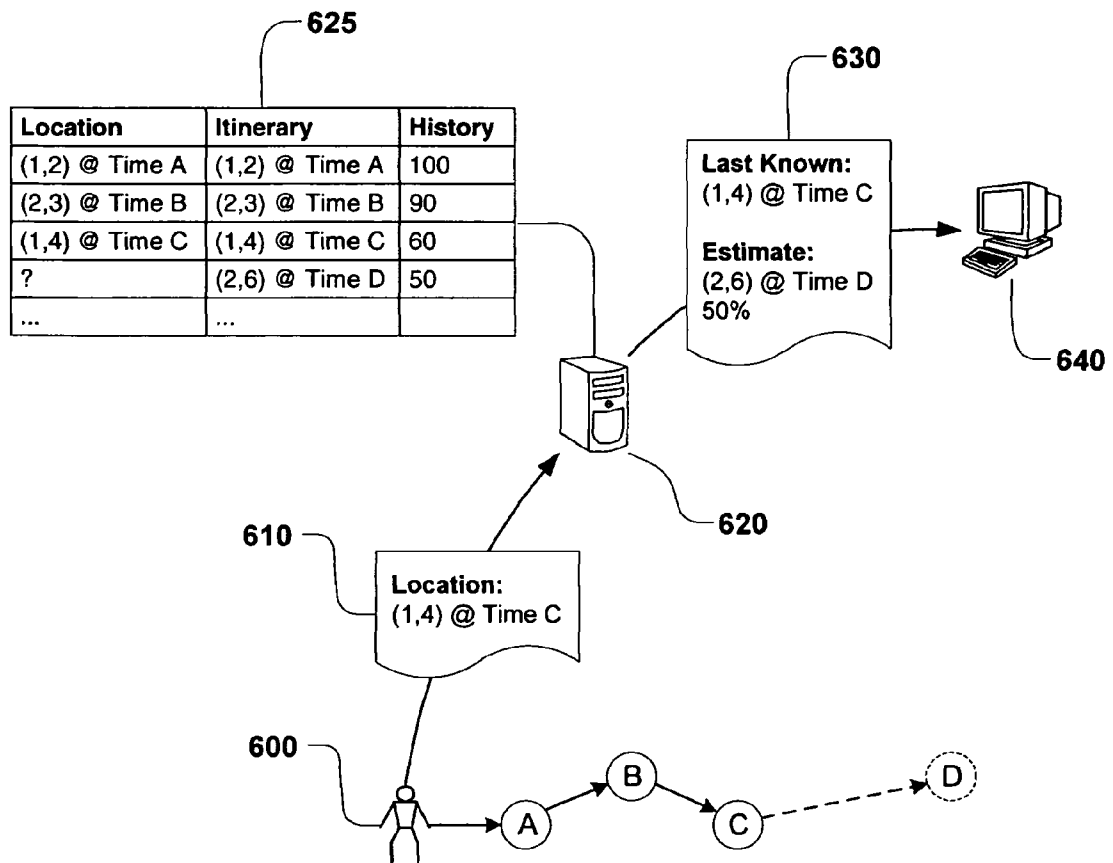 625
630
Location Itinerary History
(1,2) @ Time A (1,2) @ Time A 100
(2,3) @ Time B (2,3) @ Time B 90
(1,4) @ Time C (1,4) @ Time C 60
? (2,6) @ Time D 50
... ...
Last Known:
(1,4) @ Time C
Estimate:
(2,6) @ Time D
50%
640
620
610
Location:
(1,4) @ Time C
600
A
B
C
D